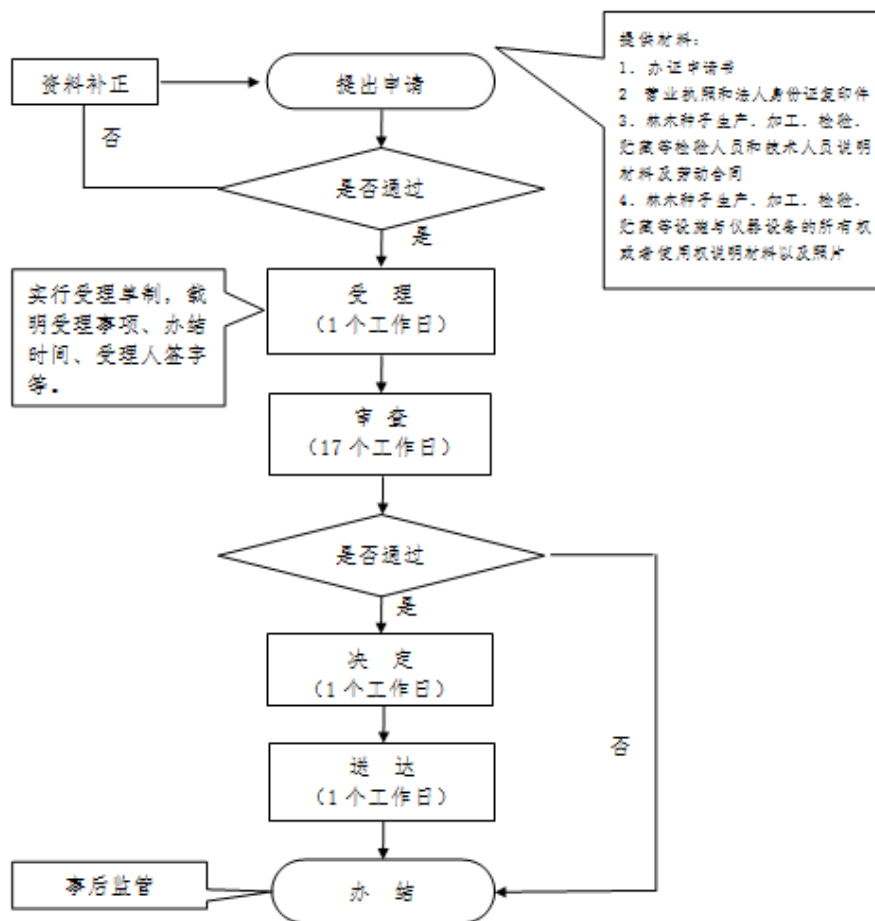 提供材料：
1．办证申请书
2 营业执照和法人身份证复印件
3．林木种子生产、加工、检验、
贮藏等检验人员和技术人员说明
材料及劳动合同
4．林木种子生产、加工、检验、
贮藏等设施与仪器设备的所有权
或者使用权说明材料以及照片
资料补正
提出申请
否
是否通过
是
实行受理单制，载
明受理事项、办结
时间、受理人签字
等。
受 理
（1 个工作日）
审 查
（17 个工作日）
是否通过
是
决 定
（1 个工作日）
否
送 达
（1 个工作日）
事后监管
办 结